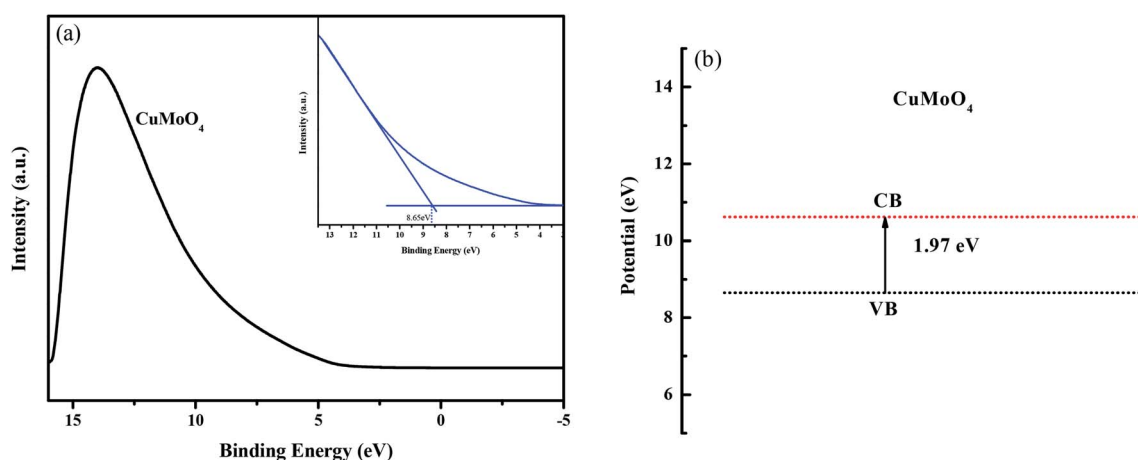 (a)
CuMoO₄
Intensity (a.u.)
15 10 5 0 -5
Binding Energy (eV)
Intensity (a.u.)
8.65eV
13 12 11 10 9 8 7 6 5 4 3
Binding Energy (eV)
(b)
CuMoO₄
Potential (eV)
14
12
10
8
6
4
CB
1.97 eV
VB